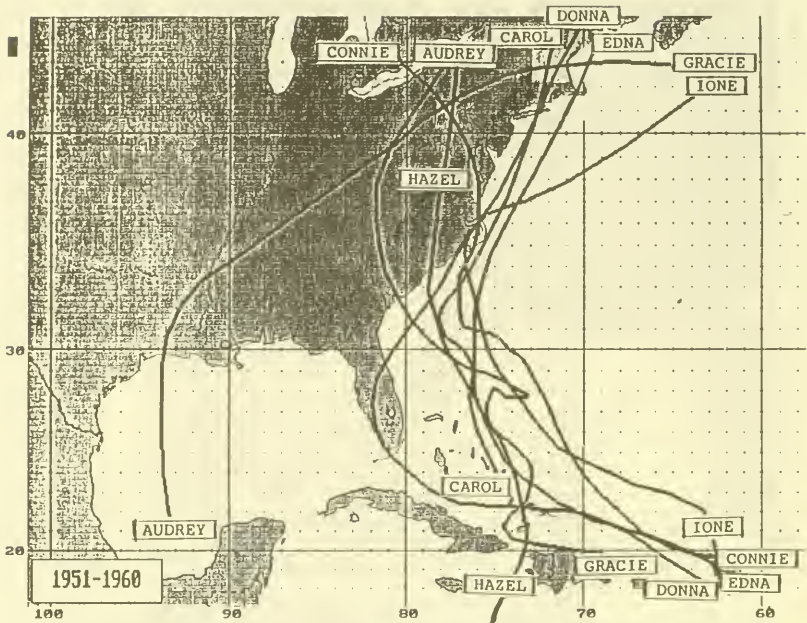 DONNA
CAROL
CONNIE
AUDREY
EDNA
GRACIE
IONE
40
HAZEL
30
CAROL
AUDREY
IONE
20
CONNIE
GRACIE
1951-1960
HAZEL
DONNA
EDNA
100
90
80
70
60